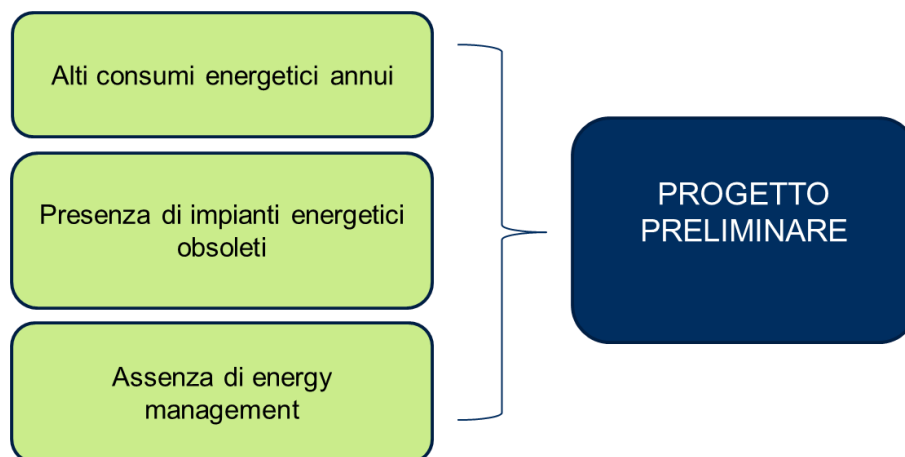 Alti consumi energetici annui
Presenza di impianti energetici
obsoleti
Assenza di energy
management
PROGETTO
PRELIMINARE